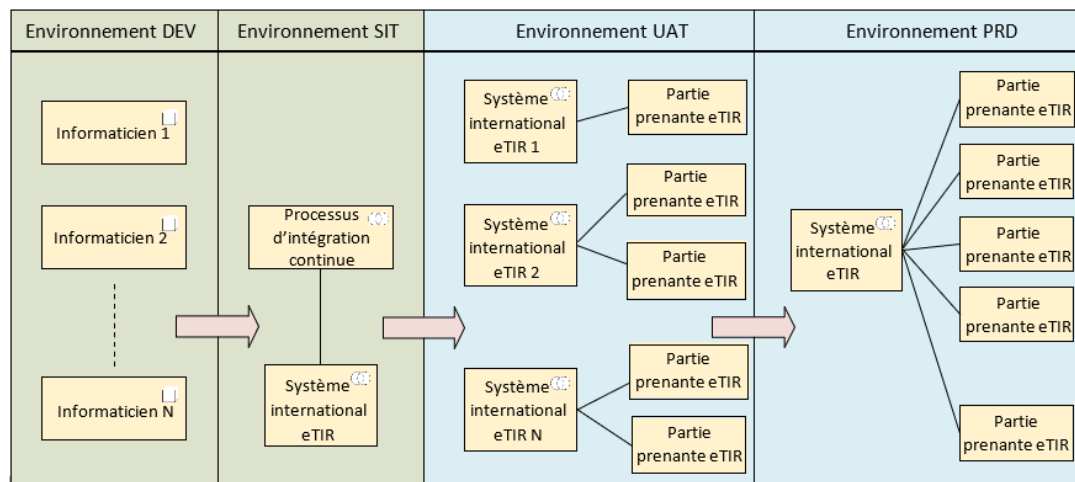 Environnement DEV
Environnement SIT
Environnement UAT
Environnement PRD
Informaticien 1
Informaticien 2
Informaticien N
Processus
d'intégration
continue
Système
international
eTIR
Système
international
eTIR 1
Partie
prenante eTIR
Système
international
eTIR 2
Partie
prenante eTIR
Partie
prenante eTIR
Système
international
eTIR N
Partie
prenante eTIR
Partie
prenante eTIR
Système
international
eTIR
Partie
prenante eTIR
Partie
prenante eTIR
Partie
prenante eTIR
Partie
prenante eTIR
Partie
prenante eTIR